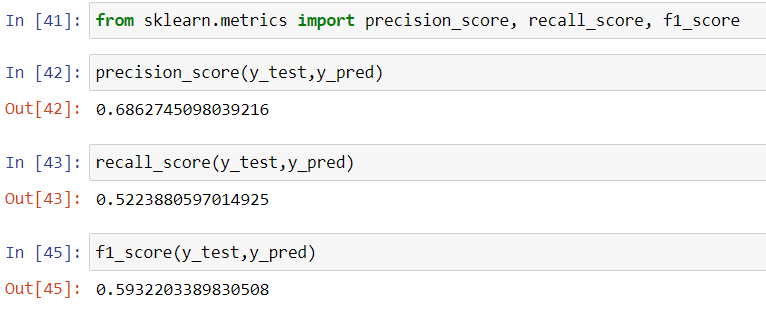 In [41]: from sklearn.metrics import precision_score, recall_score, f1_score
In [42]: precision_score(y_test,y_pred)
Out[42]: 0.6862745098039216
In [43]: recall_score(y_test,y_pred)
Out[43]: 0.5223880597014925
In [45]: f1_score(y_test,y_pred)
Out[45]: 0.5932203389830508